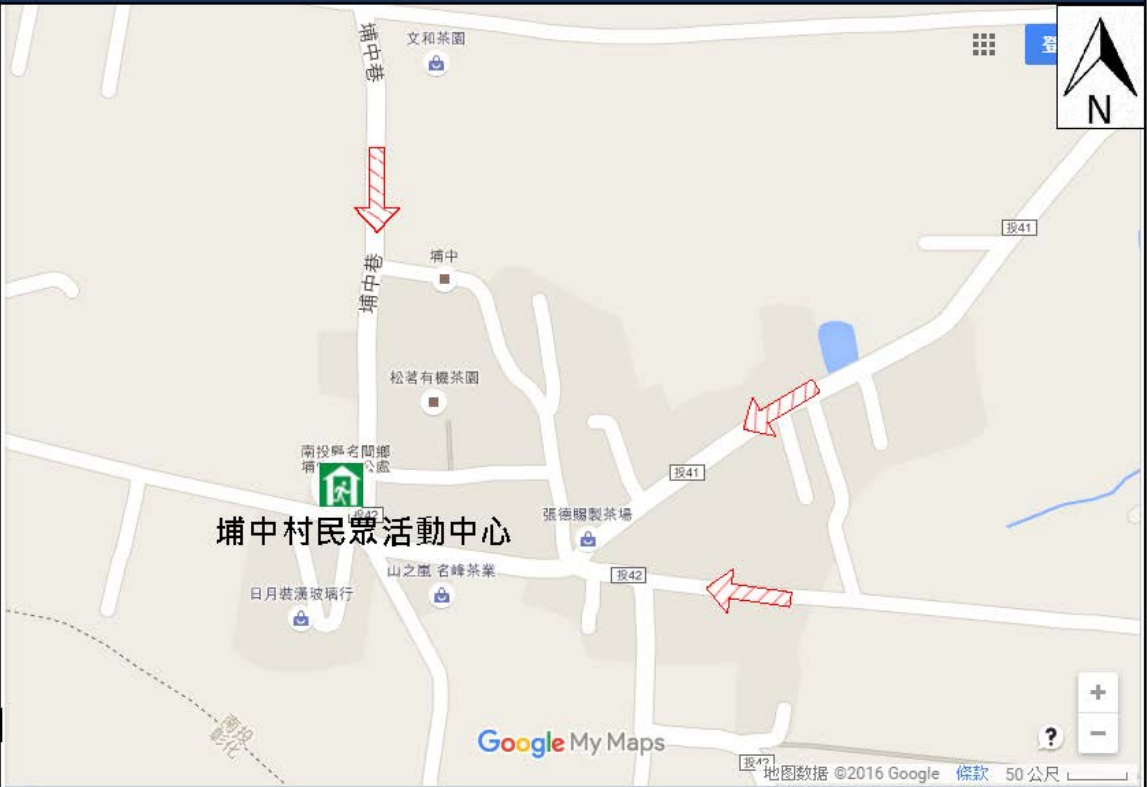 埔中巷
文和茶園
登
N
投41
埔中巷
埔中
松茗有機茶園
南投縣名間鄉
投41
張德賜製茶場
投42
埔中村民眾活動中心
投42
山之嵐 名峰茶業
日月裝潢玻璃行
南投
彰化
Google My Maps
+
−
?
投42
地图数据 ©2016 Google 條款 50 公尺